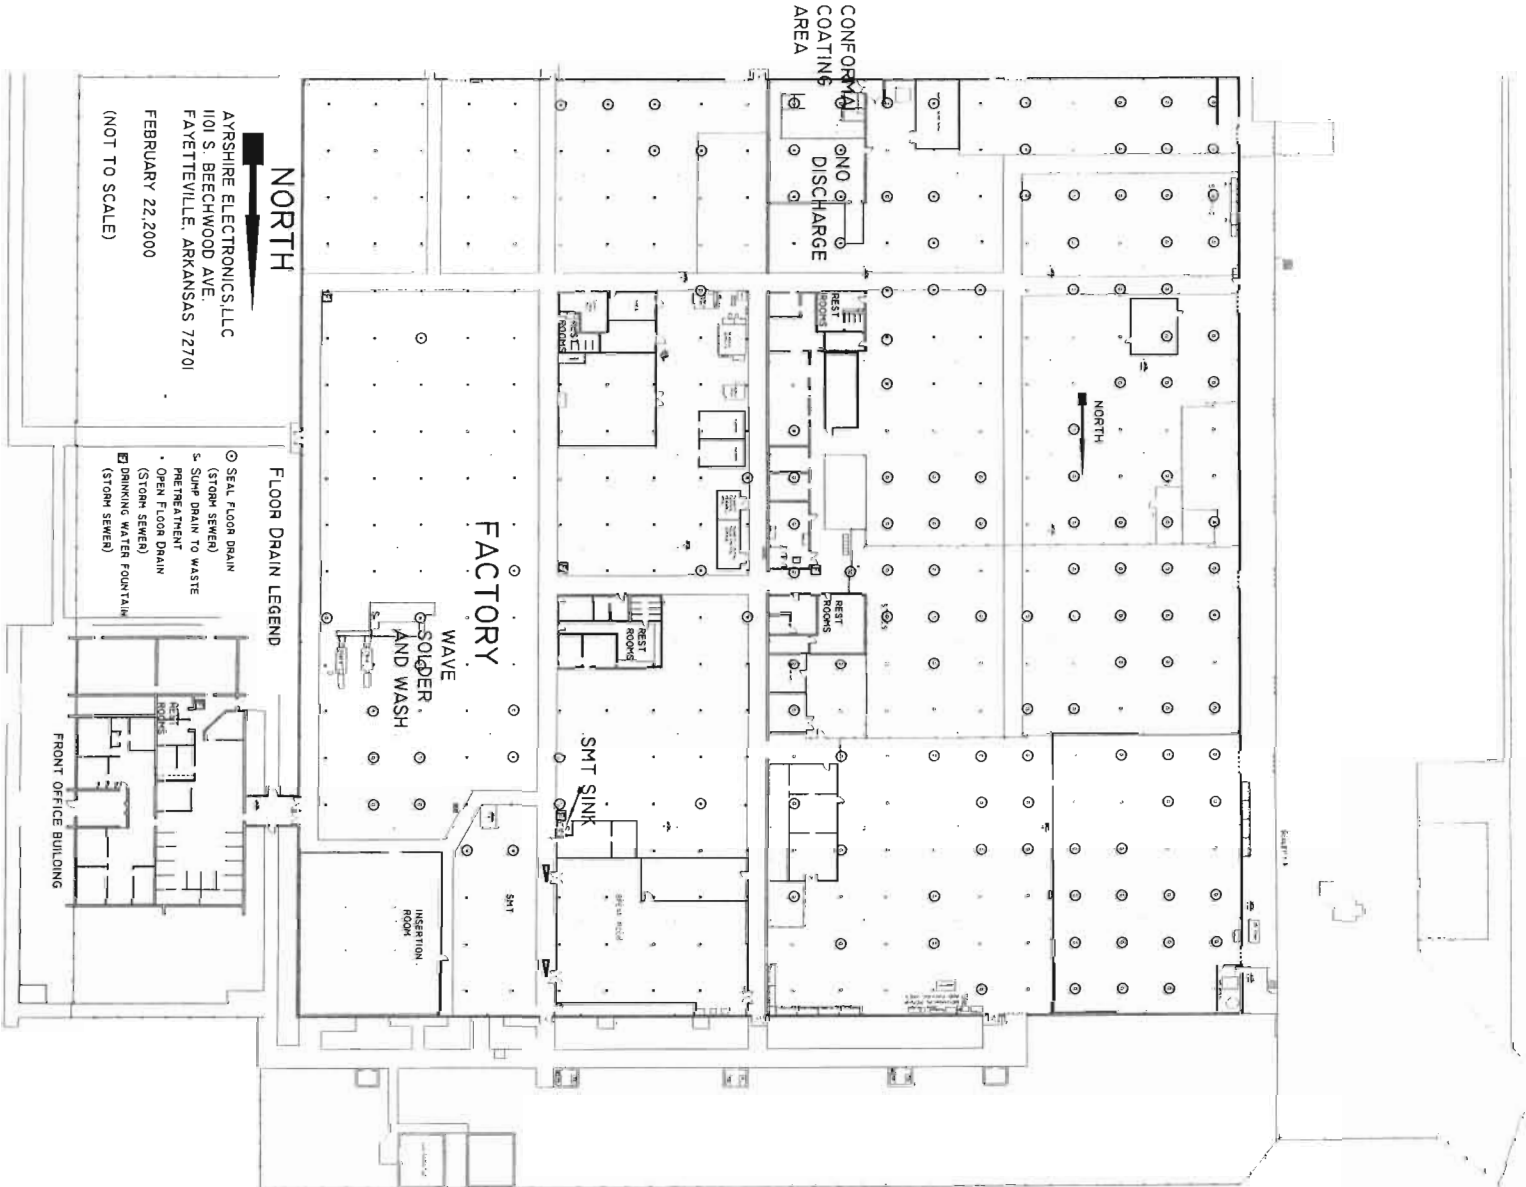 CONFORMAL
COATING
AREA
NO
DISCHARGE
NORTH
AYRSHIRE ELECTRONICS,LLC
1101 S. BEECHWOOD AVE.
FAYETTEVILLE, ARKANSAS 72701
FEBRUARY 22,2000
(NOT TO SCALE)
FLOOR DRAIN LEGEND
SEAL FLOOR DRAIN
(STORM SEWER)
S SUMP DRAIN TO WASTE
PRETREATMENT
OPEN FLOOR DRAIN
(STORM SEWER)
F DRINKING WATER FOUNTAIN
(STORM SEWER)
FACTORY
WAVE
SOLDER
AND WASH
S
REST
ROOMS
REST
ROOMS
REST
ROOMS
REST
ROOMS
NORTH
SMT SINK
SMT
INSERTION
ROOM
REST
ROOMS
FRONT OFFICE BUILDING